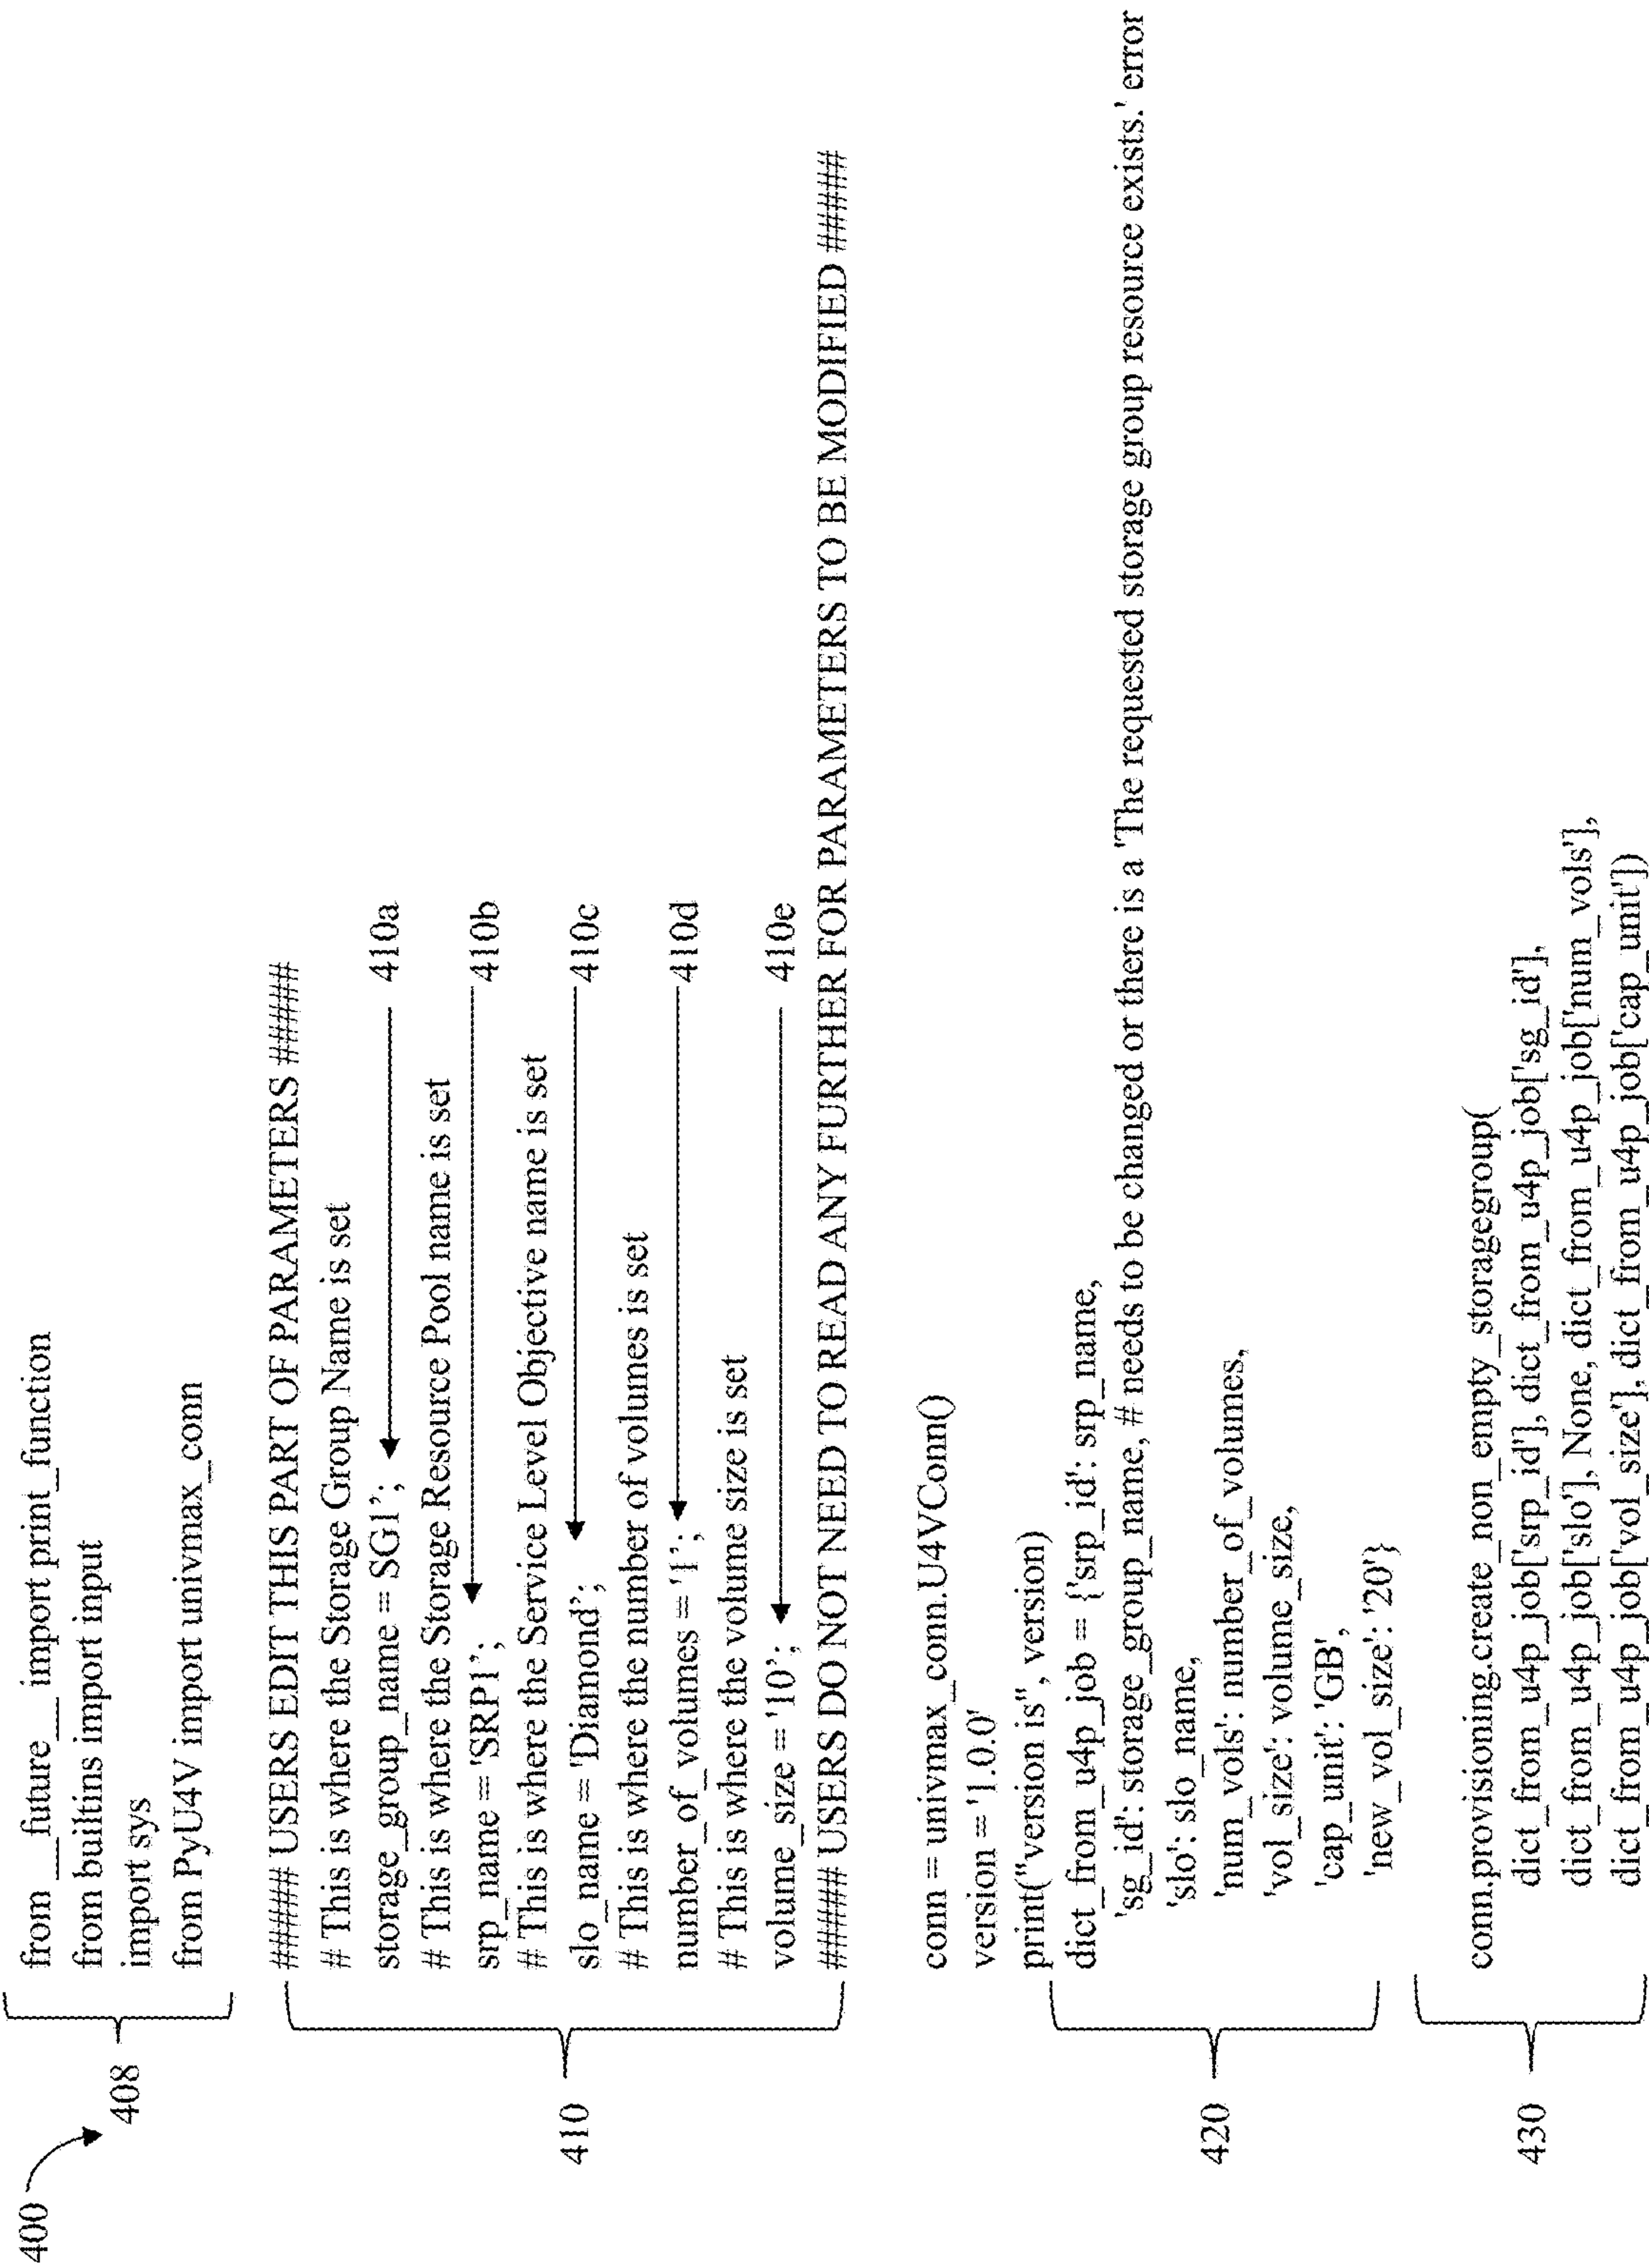 400
408
from __future__ import print_function
from builtins import input
import sys
from PyU4V import univmax_conn
410
##### USERS EDIT THIS PART OF PARAMETERS #####
# This is where the Storage Group Name is set
storage_group_name = SG1’; 410a
# This is where the Storage Resource Pool name is set
srp_name = 'SRP1’; 410b
# This is where the Service Level Objective name is set
slo_name = 'Diamond’; 410c
# This is where the number of volumes is set
number_of_volumes = '1’; 410d
# This is where the volume size is set
volume_size = '10’; 410e
##### USERS DO NOT NEED TO READ ANY FURTHER FOR PARAMETERS TO BE MODIFIED #####
conn = univmax_conn.U4VConn()
version = '1.0.0'
print("version is", version)
420
dict_from_u4p_job = {'srp_id': srp_name,
'sg_id': storage_group_name, # needs to be changed or there is a 'The requested storage group resource exists.' error
'slo': slo_name,
'num_vols': number_of_volumes,
'vol_size': volume_size,
'cap_unit': 'GB',
'new_vol_size': '20'}
430
conn.provisioning.create_non_empty_storagegroup(
dict_from_u4p_job['srp_id'], dict_from_u4p_job['sg_id'],
dict_from_u4p_job['slo'], None, dict_from_u4p_job['num_vols'],
dict_from_u4p_job['vol_size'], dict_from_u4p_job['cap_unit'])